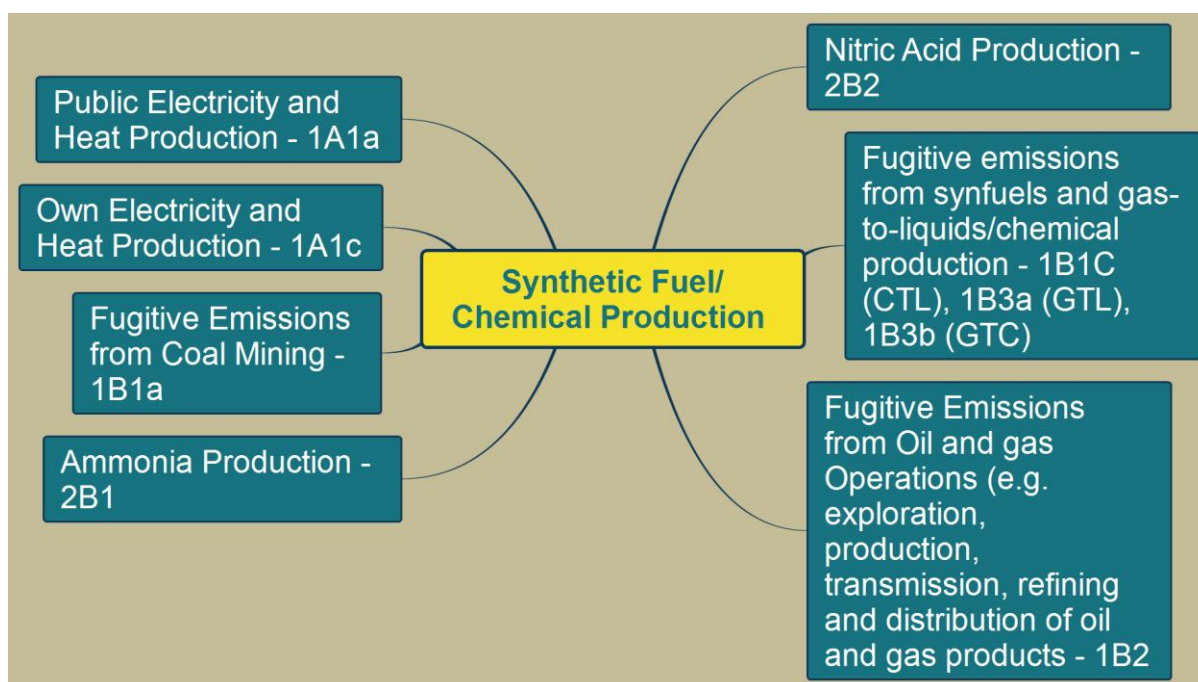 Public Electricity and
Heat Production - 1A1a
Own Electricity and
Heat Production - 1A1c
Fugitive Emissions
from Coal Mining -
1B1a
Ammonia Production -
2B1
Synthetic Fuel/
Chemical Production
Nitric Acid Production -
2B2
Fugitive emissions
from synfuels and gas-
to-liquids/chemical
production - 1B1C
(CTL), 1B3a (GTL),
1B3b (GTC)
Fugitive Emissions
from Oil and gas
Operations (e.g.
exploration,
production,
transmission, refining
and distribution of oil
and gas products - 1B2